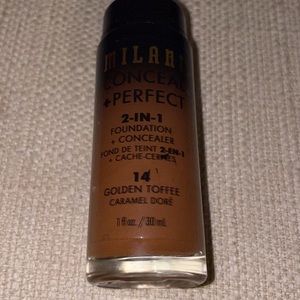 MILANI
CONCEAL
+PERFECT
2-IN-1
FOUNDATION
+ CONCEALER
FOND DE TEINT 2-EN-1
+ CACHE-CERNES
14
GOLDEN TOFFEE
CARAMEL DORÉ
1 fl oz. / 30 mL